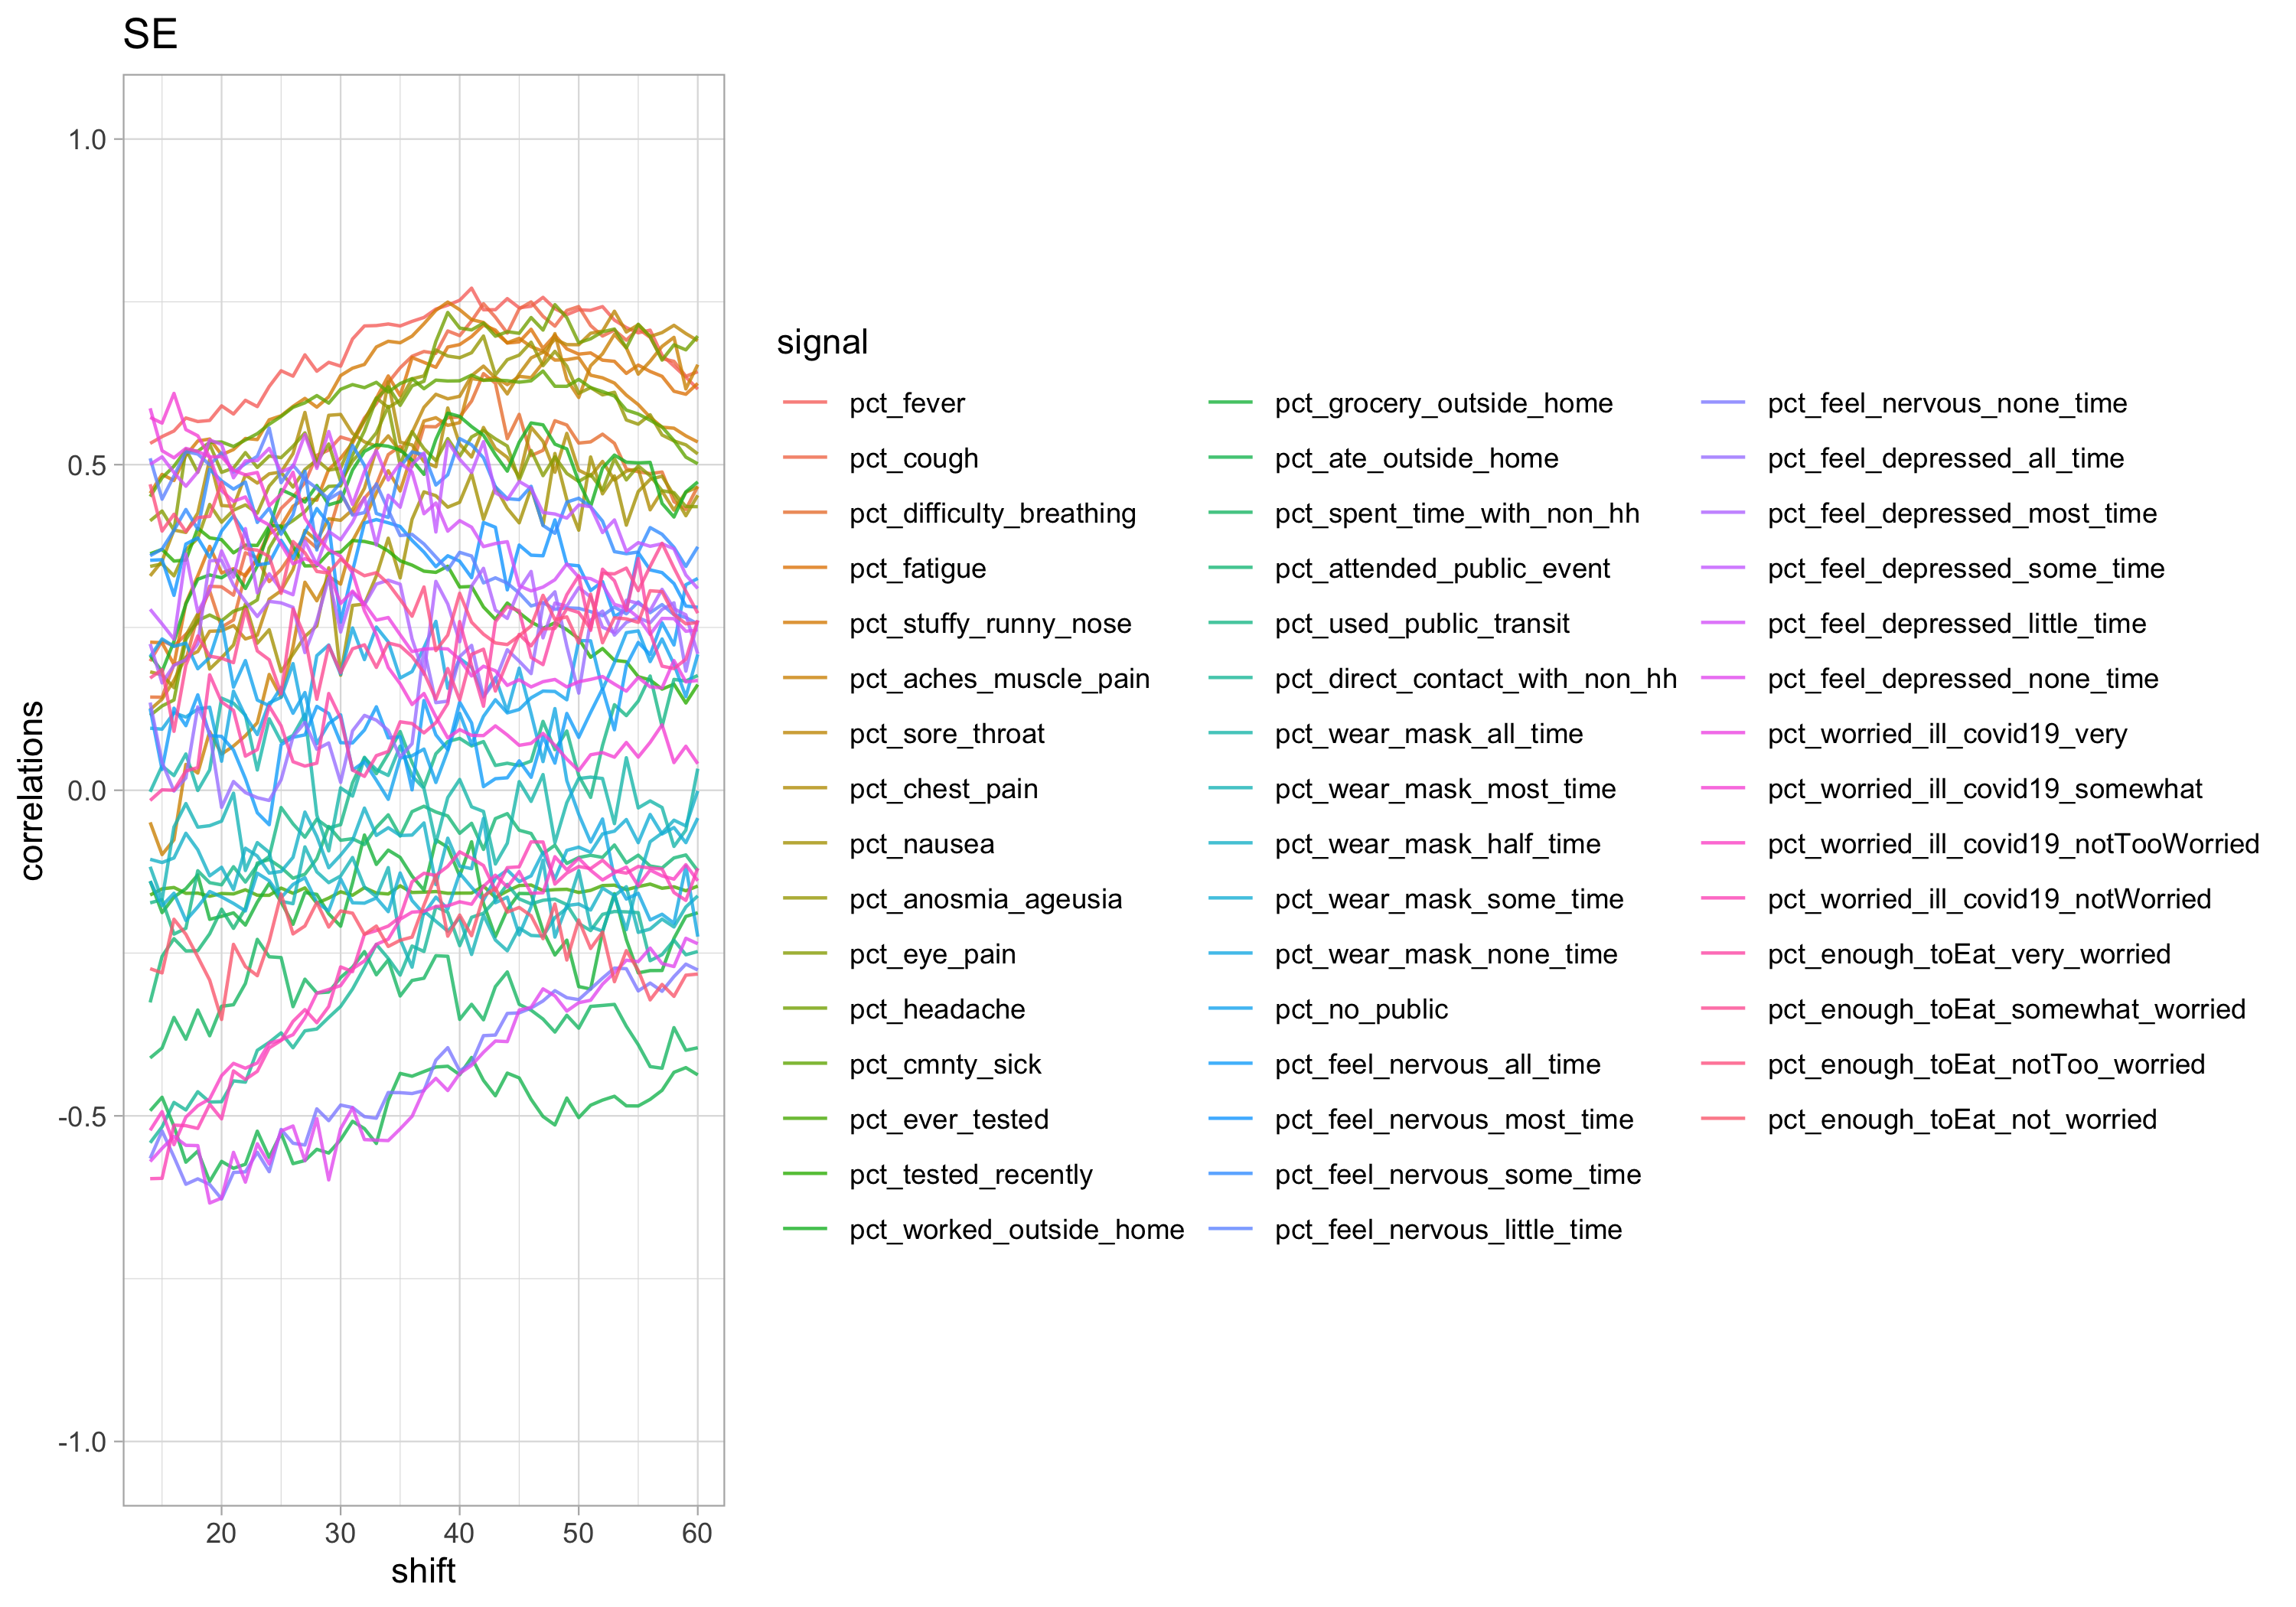 SE
1.0
0.5
0.0
-0.5
-1.0
correlations
20 30 40 50 60
shift
signal
pct_fever
pct_cough
pct_difficulty_breathing
pct_fatigue
pct_stuffy_runny_nose
pct_aches_muscle_pain
pct_sore_throat
pct_chest_pain
pct_nausea
pct_anosmia_ageusia
pct_eye_pain
pct_headache
pct_cmnty_sick
pct_ever_tested
pct_tested_recently
pct_worked_outside_home
pct_grocery_outside_home
pct_ate_outside_home
pct_spent_time_with_non_hh
pct_attended_public_event
pct_used_public_transit
pct_direct_contact_with_non_hh
pct_wear_mask_all_time
pct_wear_mask_most_time
pct_wear_mask_half_time
pct_wear_mask_some_time
pct_wear_mask_none_time
pct_no_public
pct_feel_nervous_all_time
pct_feel_nervous_most_time
pct_feel_nervous_some_time
pct_feel_nervous_little_time
pct_feel_nervous_none_time
pct_feel_depressed_all_time
pct_feel_depressed_most_time
pct_feel_depressed_some_time
pct_feel_depressed_little_time
pct_feel_depressed_none_time
pct_worried_ill_covid19_very
pct_worried_ill_covid19_somewhat
pct_worried_ill_covid19_notTooWorried
pct_worried_ill_covid19_notWorried
pct_enough_toEat_very_worried
pct_enough_toEat_somewhat_worried
pct_enough_toEat_notToo_worried
pct_enough_toEat_not_worried